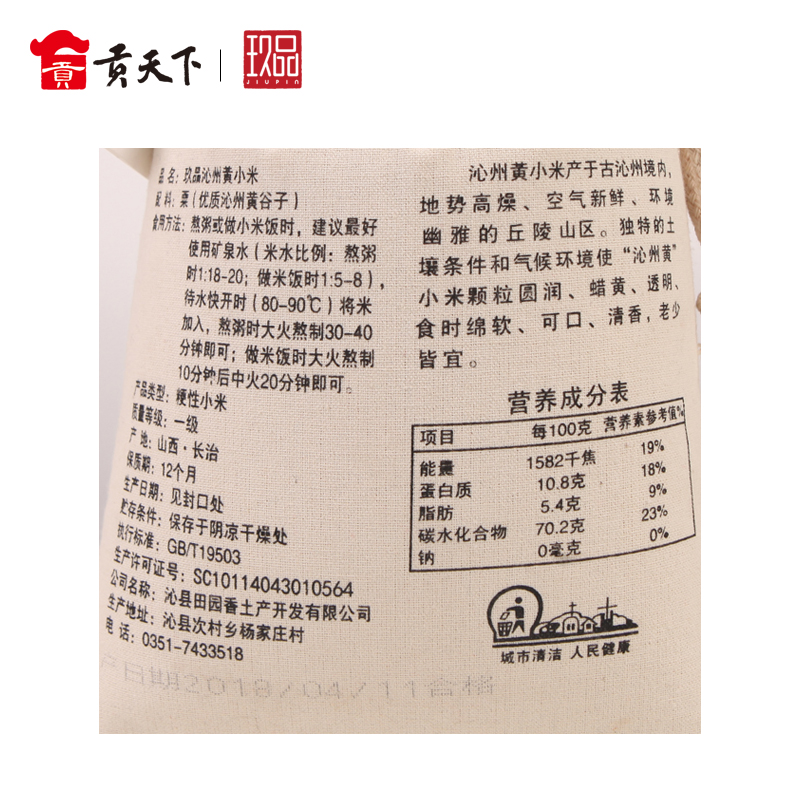 貢
贡天下
玖品
JIUPIN
品 名：玖品沁州黄小米
配 料：粟（优质沁州黄谷子）
食用方法：熬粥或做小米饭时，建议最好
使用矿泉水（米水比例：熬粥
时1:18-20；做米饭时1:5-8），
待水快开时（80-90℃）将米
加入，熬粥时大火熬制30-40
分钟即可；做米饭时大火熬制
10分钟后中火20分钟即可。
产品类型：粳性小米
质量等级：一级
产 地：山西·长治
保质期：12个月
生产日期：见封口处
贮存条件：保存于阴凉干燥处
执行标准：GB/T19503
生产许可证号：SC10114043010564
公司名称：沁县田园香土产开发有限公司
生产地址：沁县次村乡杨家庄村
电 话：0351-7433518
产日期2018/04/11合格
沁州黄小米产于古沁州境内，
地势高燥、空气新鲜、环境
幽雅的丘陵山区。独特的土
壤条件和气候环境使“沁州黄”
小米颗粒圆润、蜡黄、透明，
食时绵软、可口、清香，老少
皆宜。
营养成分表
项目 每100克 营养素参考值%
能量 1582千焦 19%
蛋白质 10.8克 18%
脂肪 5.4克 9%
碳水化合物 70.2克 23%
钠 0毫克 0%
城市清洁 人民健康